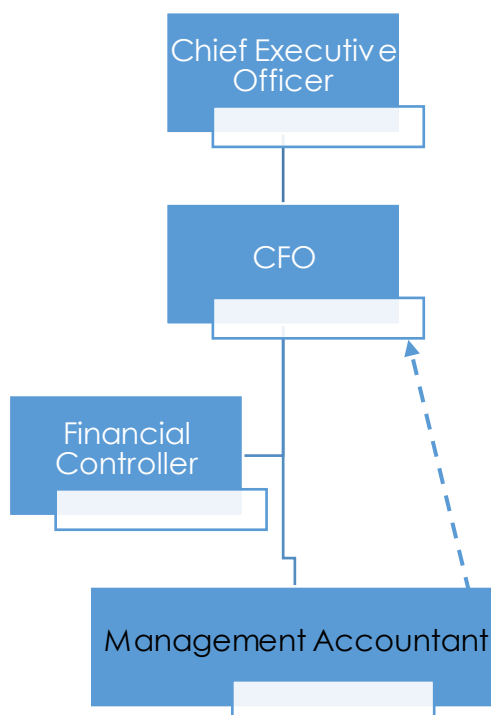 Chief Executive
Officer
CFO
Financial
Controller
Management Accountant